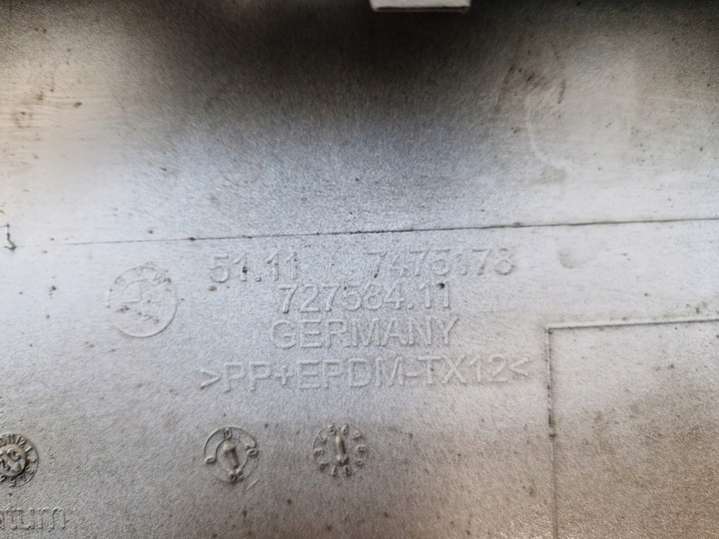 51.11 7475178
727584.11
GERMANY
>PP+EPDM-TX12<